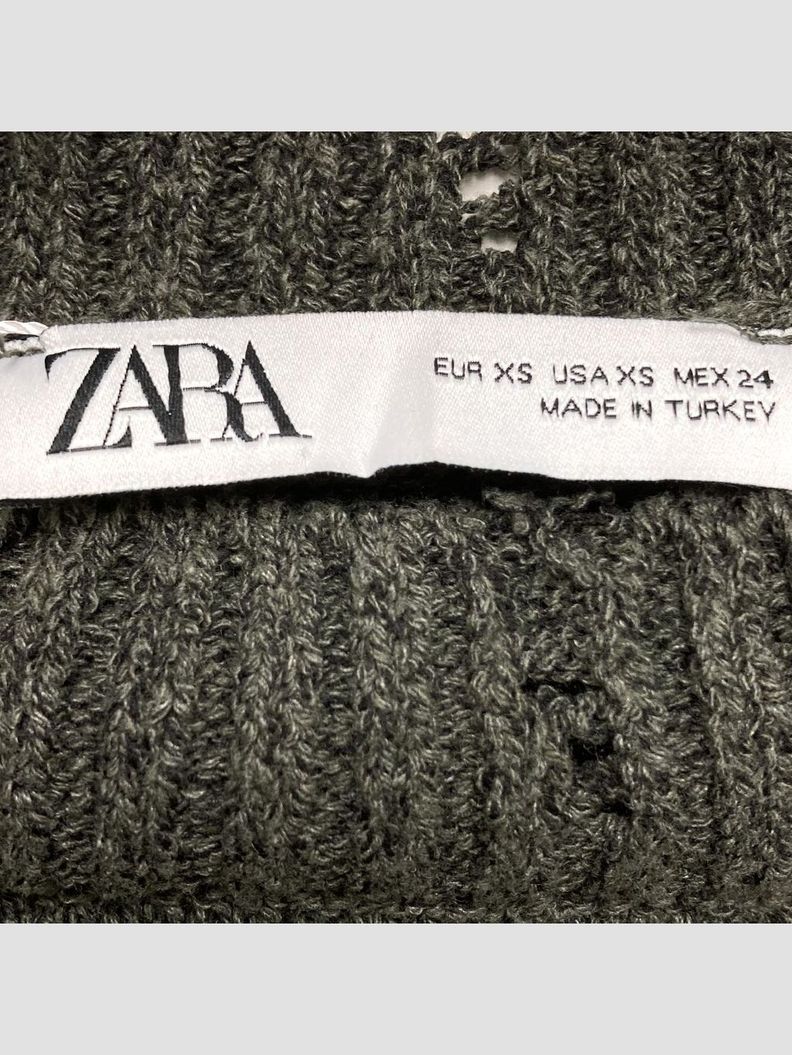 ZARA
EUR XS USA XS MEX 24
MADE IN TURKEY